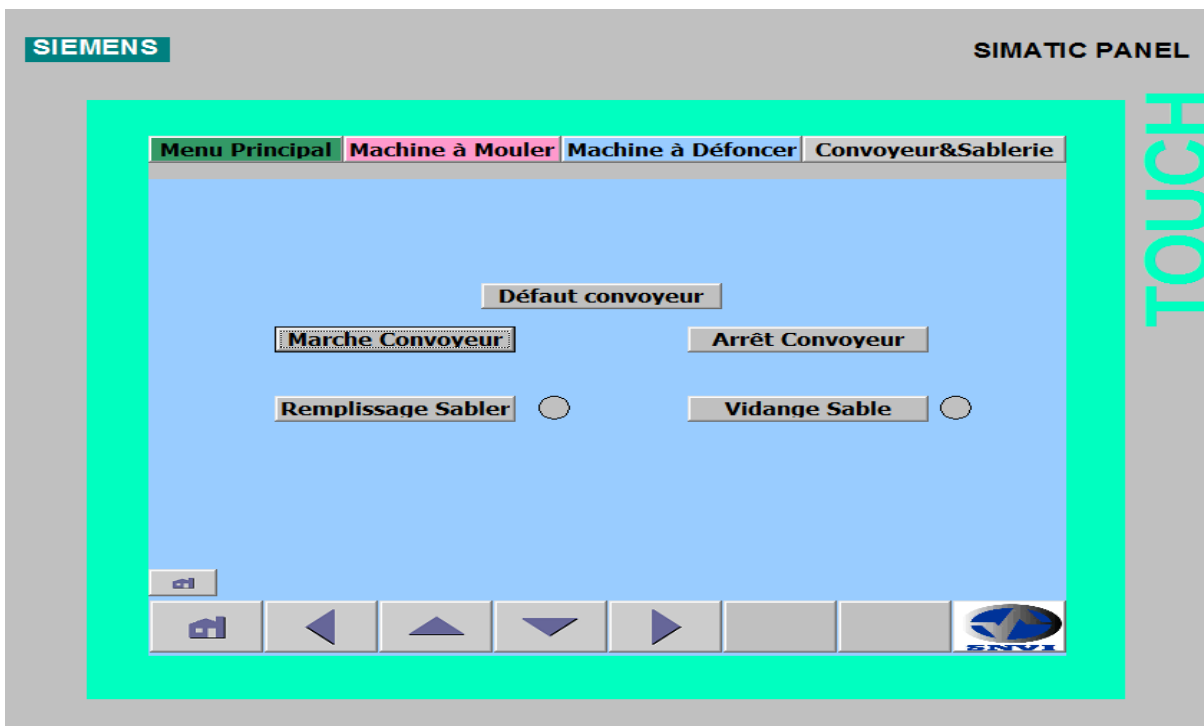 SIEMENS
SIMATIC PANEL
TOUCH
Menu Principal Machine à Mouler Machine à Défoncer Convoyeur&Sablerie
Défaut convoyeur
Marche Convoyeur Arrêt Convoyeur
Remplissage Sabler Vidange Sable
SNVI